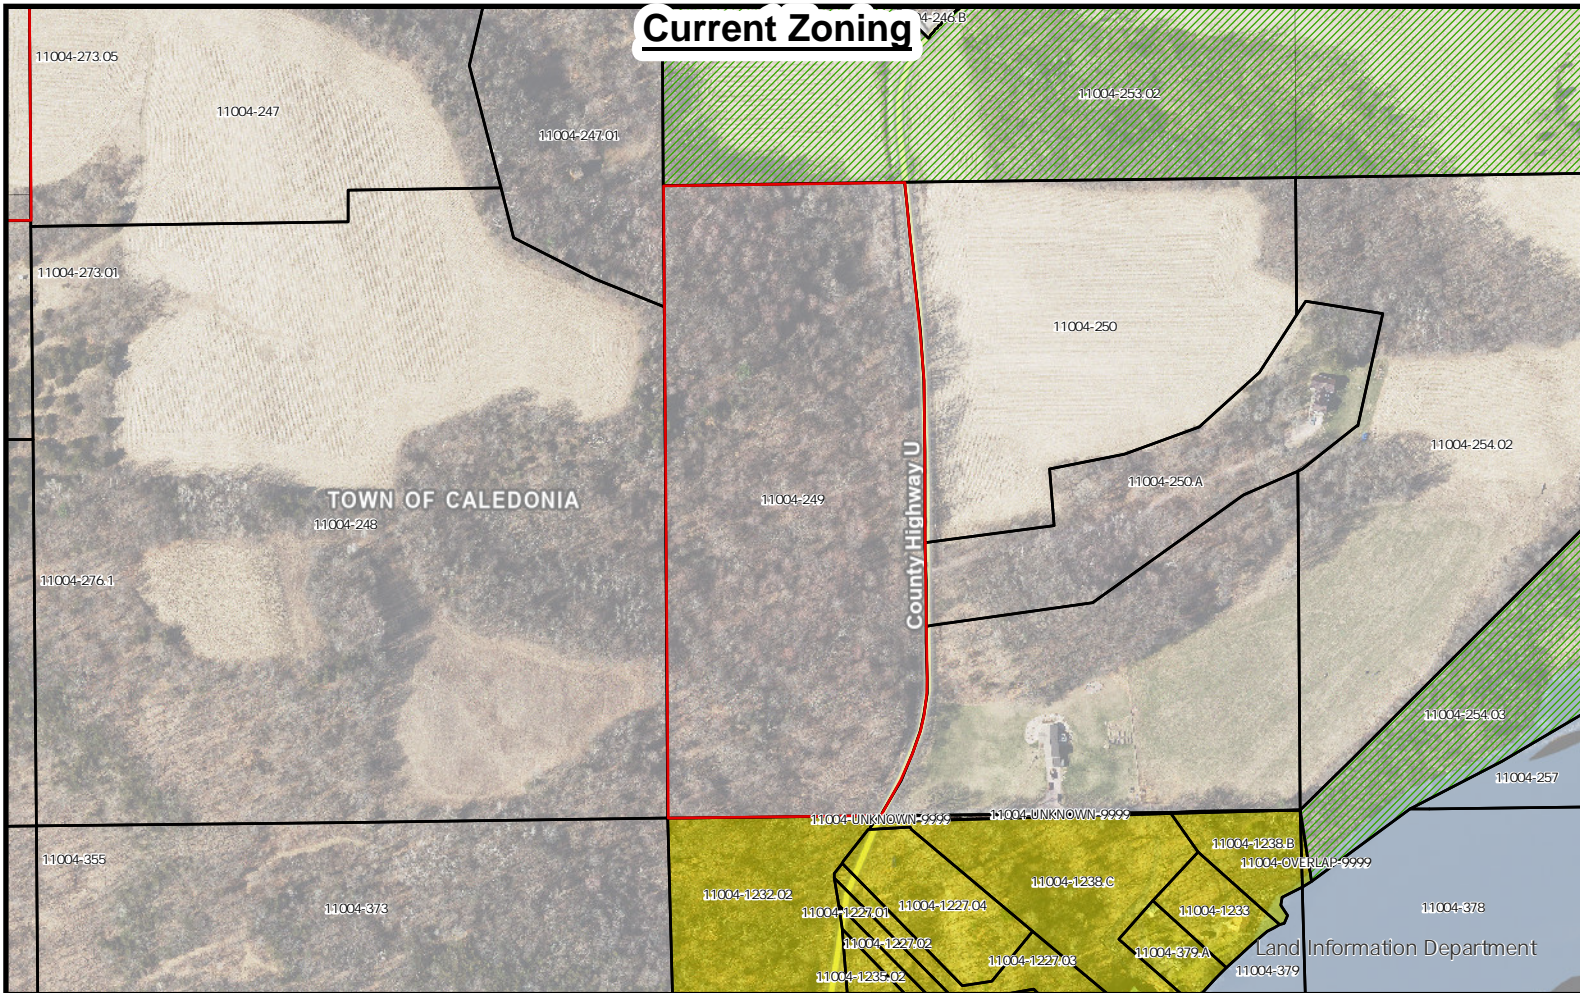 Current Zoning
04-246.B
11004-273.05
11004-253.02
11004-247
11004-247.01
11004-273.01
11004-250
11004-254.02
11004-250.A
11004-249
TOWN OF CALEDONIA
11004-248
County Highway U
11004-276.1
11004-254.03
11004-257
11004-UNKNOWN-9999
11004-UNKNOWN-9999
11004-1238.B
11004-355
11004-OVERLAP-9999
11004-1238.C
11004-1232.02
11004-373
11004-1227.04
11004-1227.01
11004-1233
11004-378
11004-1227.02
Land Information Department
11004-379.A
11004-1227.03
11004-379
11004-1235.02